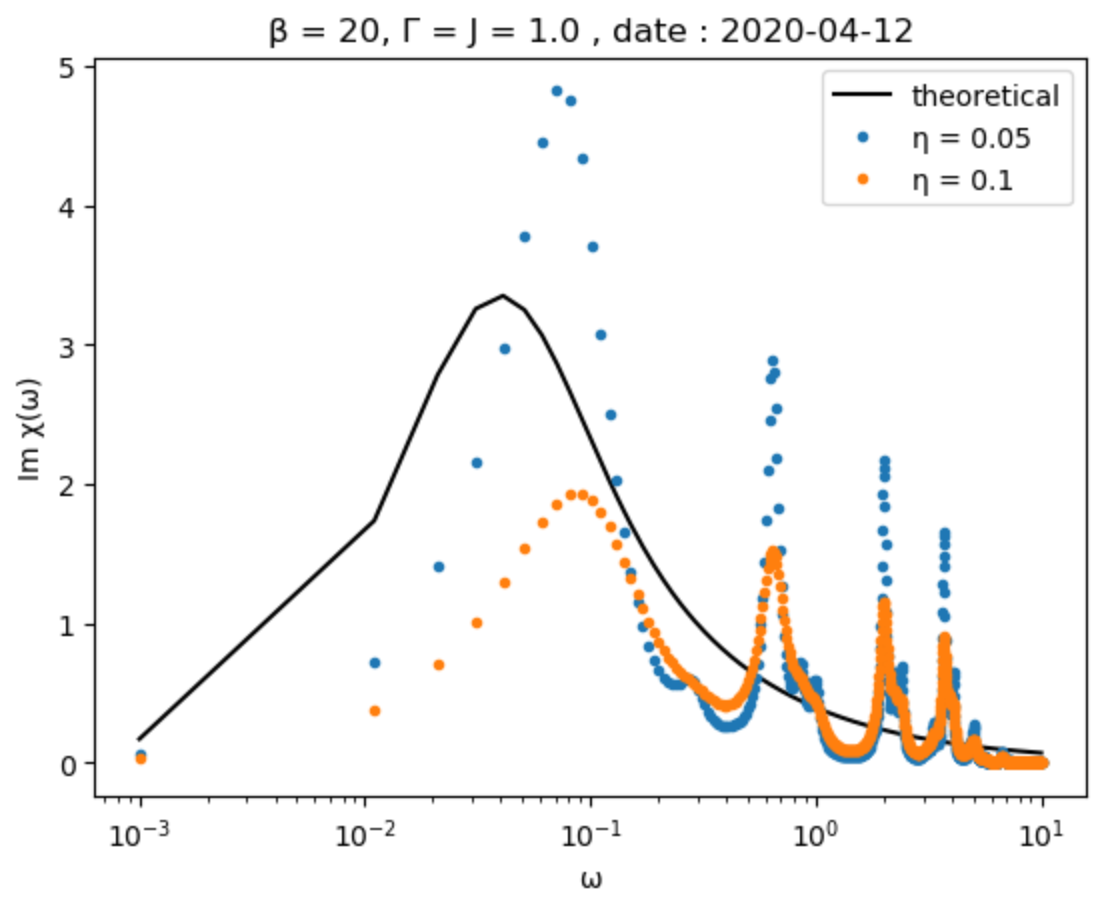 β = 20, Γ = J = 1.0 , date : 2020-04-12
theoretical
η = 0.05
η = 0.1
Im χ(ω)
5
4
3
2
1
0
10⁻³ 10⁻² 10⁻¹ 10⁰ 10¹
ω